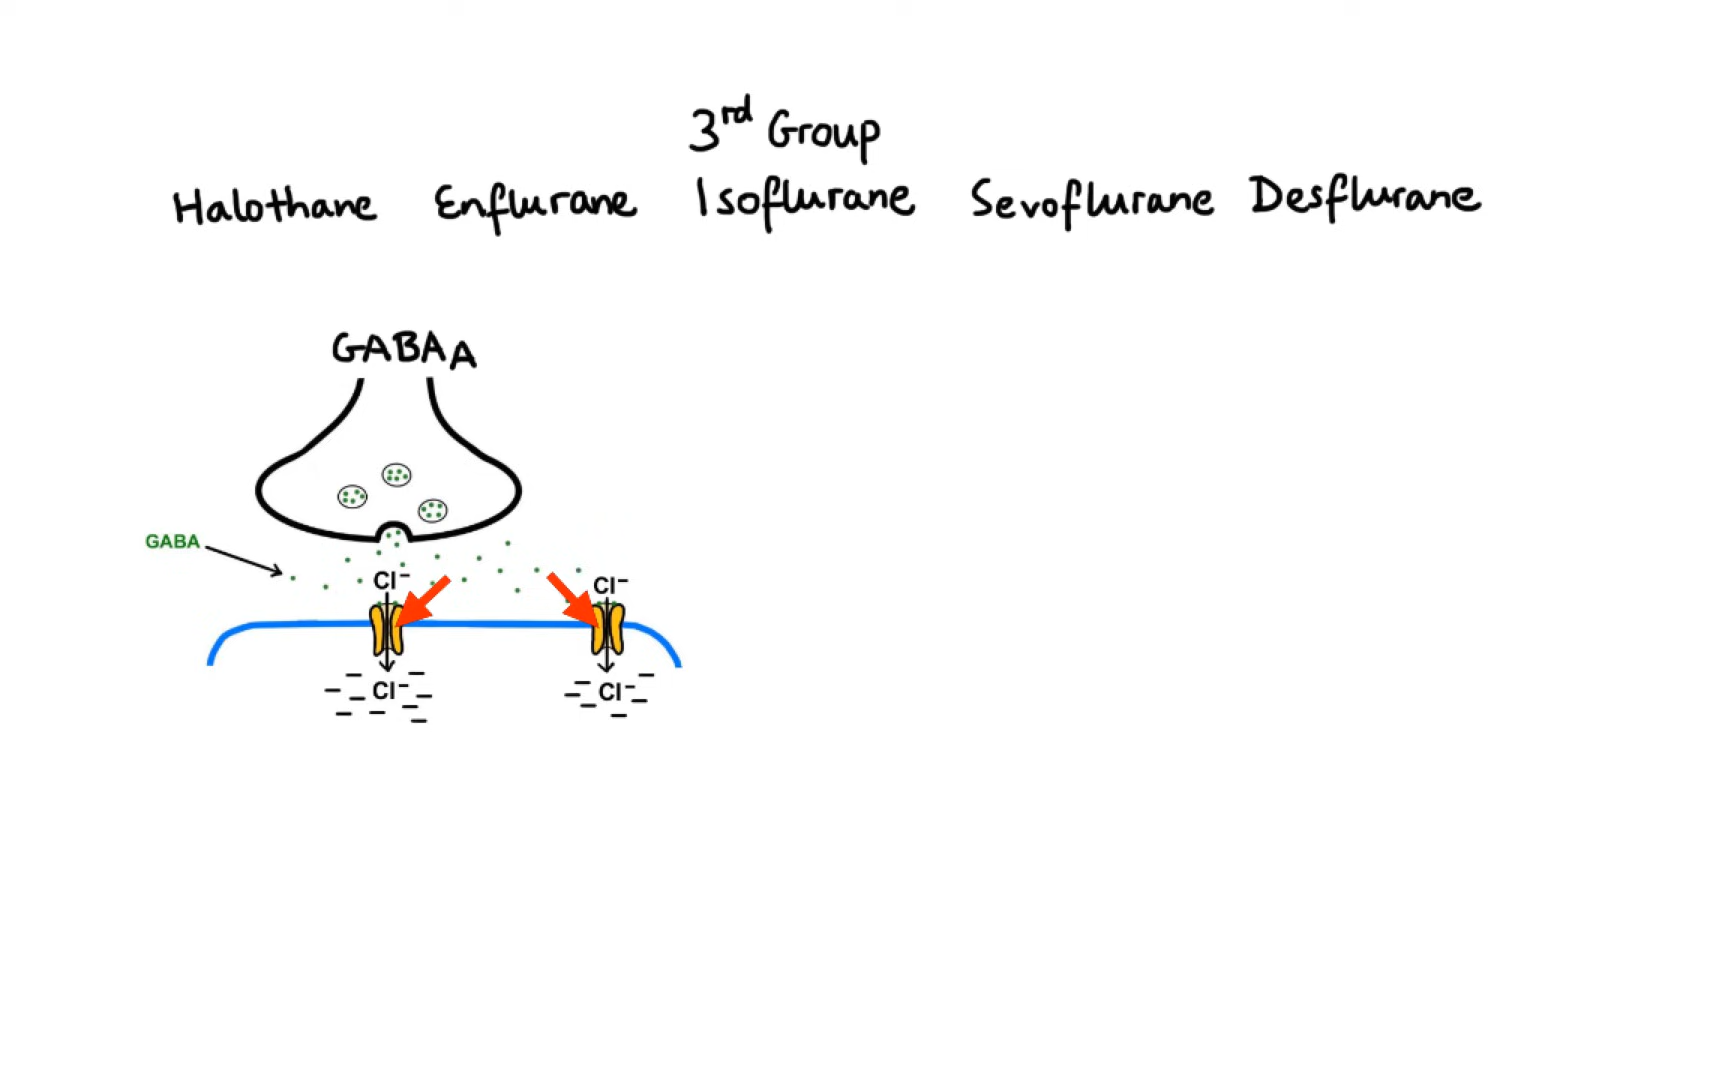 3rd Group
Halothane Enflurane Isoflurane Sevoflurane Desflurane
GABAA
GABA
Cl− Cl−
Cl− Cl−